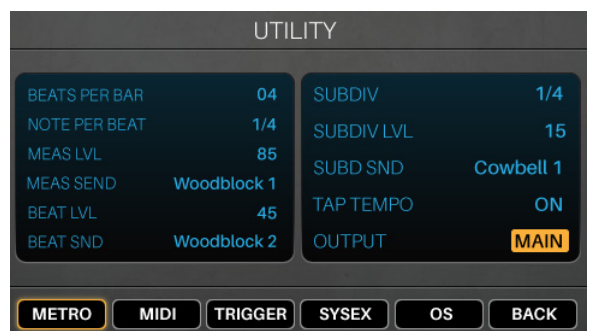 UTILITY
BEATS PER BAR 04
NOTE PER BEAT 1/4
MEAS LVL 85
MEAS SEND Woodblock 1
BEAT LVL 45
BEAT SND Woodblock 2
SUBDIV 1/4
SUBDIV LVL 15
SUBD SND Cowbell 1
TAP TEMPO ON
OUTPUT MAIN
METRO MIDI TRIGGER SYSEX OS BACK